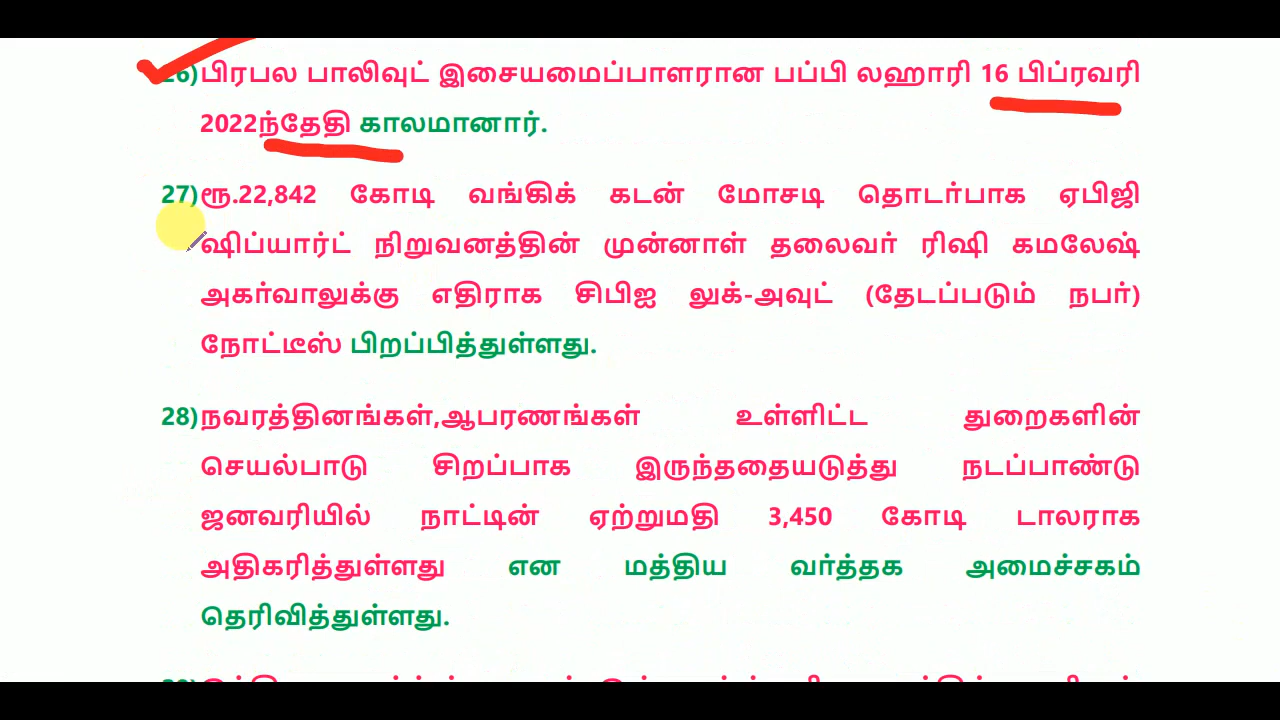 26)பிரபல பாலிவுட் இசையமைப்பாளரான பப்பி லஹாரி 16 பிப்ரவரி
2022ந்தேதி காலமானார்.
27)ரூ.22,842 கோடி வங்கிக் கடன் மோசடி தொடர்பாக ஏபிஜி
ஷிப்யார்ட் நிறுவனத்தின் முன்னாள் தலைவர் ரிஷி கமலேஷ்
அகர்வாலுக்கு எதிராக சிபிஐ லுக்-அவுட் (தேடப்படும் நபர்)
நோட்டீஸ் பிறப்பித்துள்ளது.
28)நவரத்தினங்கள்,ஆபரணங்கள் உள்ளிட்ட துறைகளின்
செயல்பாடு சிறப்பாக இருந்ததையடுத்து நடப்பாண்டு
ஜனவரியில் நாட்டின் ஏற்றுமதி 3,450 கோடி டாலராக
அதிகரித்துள்ளது என மத்திய வர்த்தக அமைச்சகம்
தெரிவித்துள்ளது.